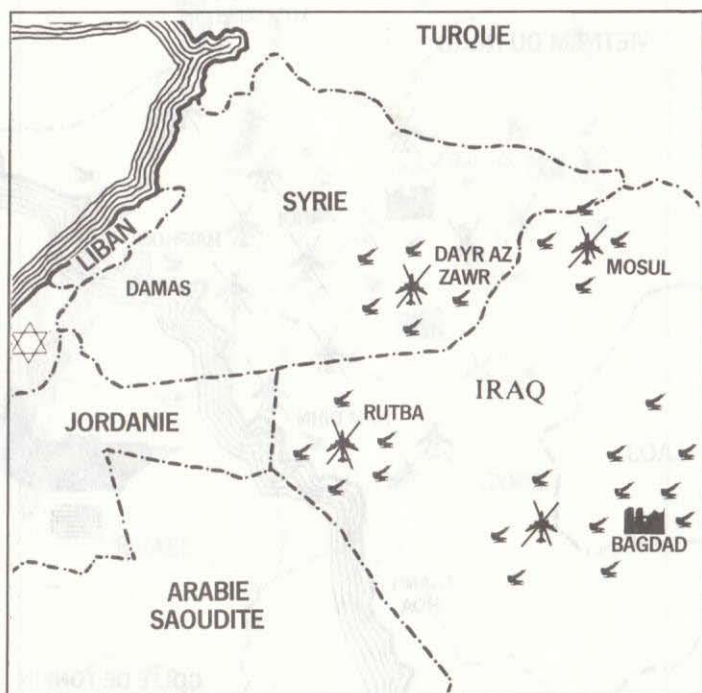 TURQUE
SYRIE
LIBAN
DAYR AZ
ZAWR
MOSUL
DAMAS
IRAQ
JORDANIE
RUTBA
BAGDAD
ARABIE
SAOUDITE